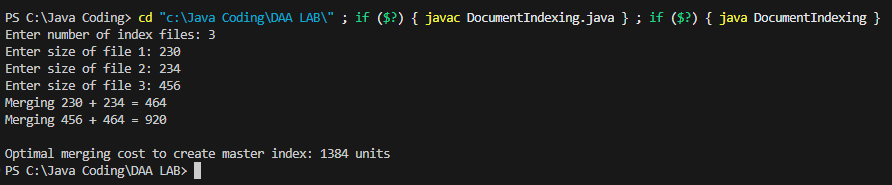 PS C:\Java Coding> cd "c:\Java Coding\DAA LAB\" ; if ($?) { javac DocumentIndexing.java } ; if ($?) { java DocumentIndexing }
Enter number of index files: 3
Enter size of file 1: 230
Enter size of file 2: 234
Enter size of file 3: 456
Merging 230 + 234 = 464
Merging 456 + 464 = 920
Optimal merging cost to create master index: 1384 units
PS C:\Java Coding\DAA LAB>